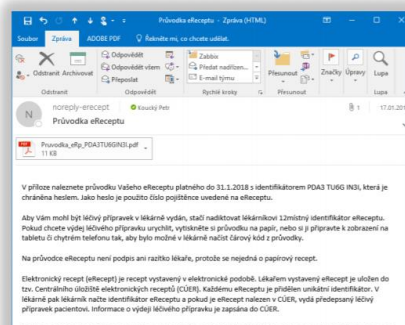 Průvodka eReceptu - Zpráva (HTML)
Soubor Zpráva ADOBE PDF Řekněte mi, co chcete udělat.
Odstranit Archivovat
Odpovědět
Odpovědět všem
Přeposlat
Zabbix
Předat nadřízen...
E-mail týmu
Přesunout
Značky Úpravy Lupa
Odstranit Odpovědět Rychlé kroky Přesunout Lupa
N
noreply-erecept Koucký Petr 1 17.01.201
Průvodka eReceptu
Pruvodka_eRp_PDA3TU6GIN3I.pdf
11 KB
V příloze naleznete průvodku Vašeho eReceptu platného do 31.1.2018 s identifikátorem PDA3 TU6G IN3I, která je
chráněna heslem. Jako heslo je použito číslo pojištěnce uvedené na eReceptu.
Aby Vám mohl být léčivý přípravek v lékárně vydán, stačí nadiktovat lékárníkovi 12místný identifikátor eReceptu.
Pokud chcete výdej léčivého přípravku urychlit, vytiskněte si průvodku na papír, nebo si ji připravte k zobrazení na
tabletu či chytrém telefonu tak, aby bylo možné v lékárně načíst čárový kód z průvodky.
Na průvodce eReceptu není podpis ani razítko lékaře, protože se nejedná o papírový recept.
Elektronický recept (eRecept) je recept vystavený v elektronické podobě. Lékařem vystavený eRecept je uložen do
tzv. Centrálního úložiště elektronických receptů (CÚER). Každému eReceptu je přidělen unikátní identifikátor. V
lékárně pak lékárník načte identifikátor eReceptu a pokud je eRecept nalezen v CÚER, vydá předepsaný léčivý
přípravek pacientovi. Informace o výdeji léčivého přípravku je zapsána do CÚER.